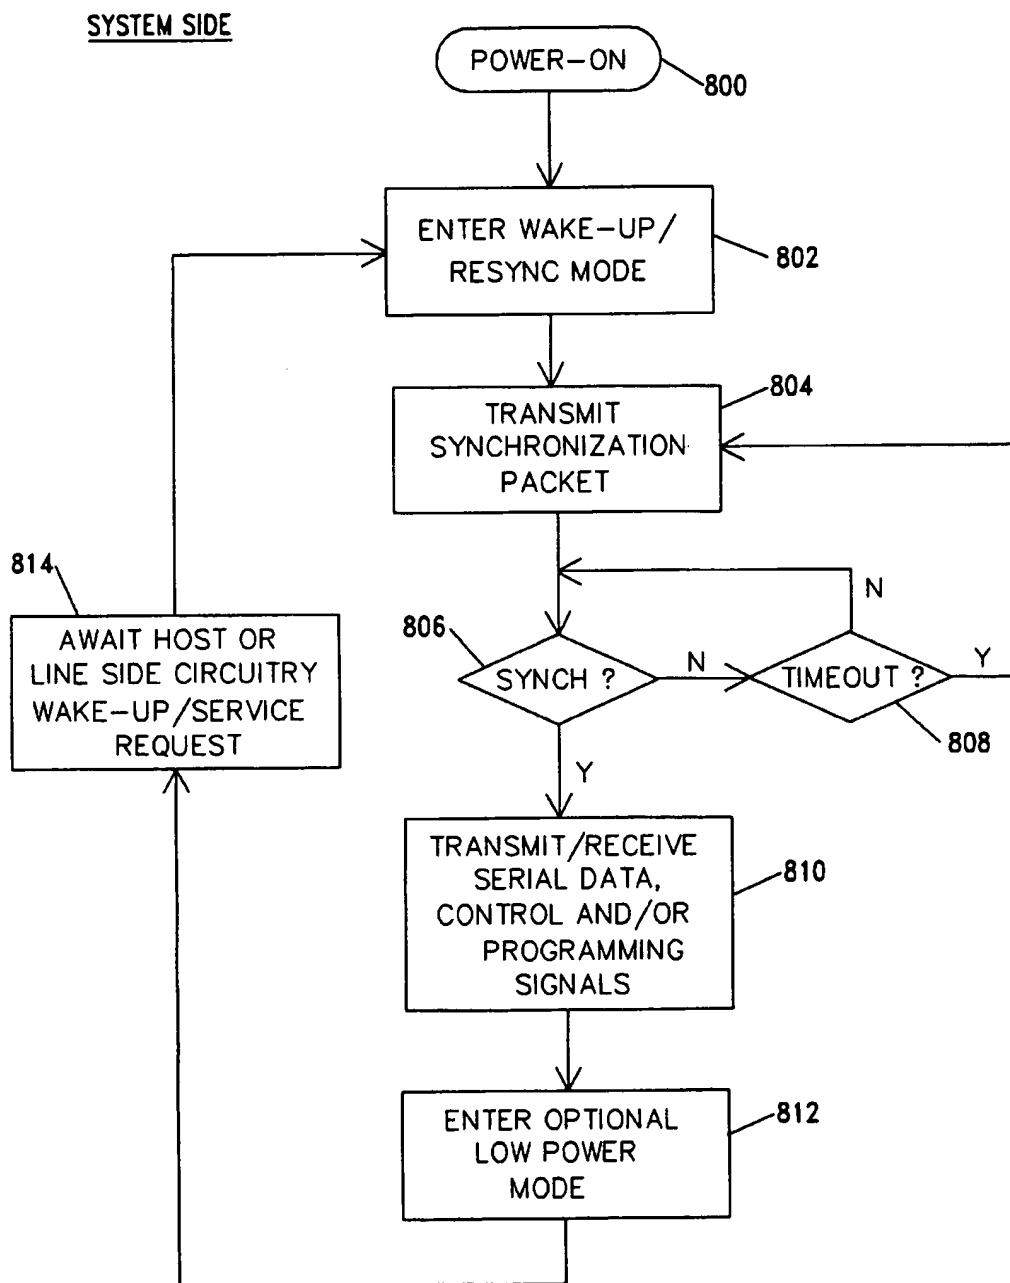 SYSTEM SIDE
POWER-ON
800
ENTER WAKE-UP/
RESYNC MODE
802
804
TRANSMIT
SYNCHRONIZATION
PACKET
814
AWAIT HOST OR
LINE SIDE CIRCUITRY
WAKE-UP/SERVICE
REQUEST
N
806
SYNCH ?
N
TIMEOUT ?
Y
808
Y
TRANSMIT/RECEIVE
SERIAL DATA,
CONTROL AND/OR
PROGRAMMING
SIGNALS
810
ENTER OPTIONAL
LOW POWER
MODE
812